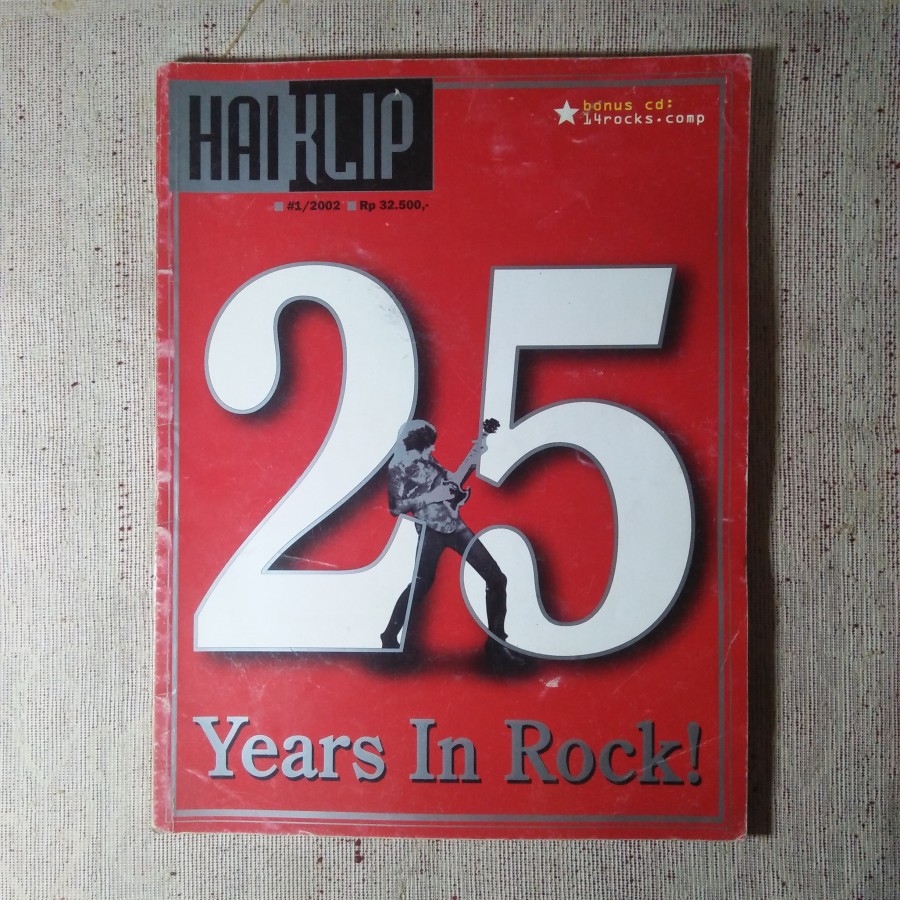 HAIKLIP
bonus cd:
14rocks.comp
#1/2002 Rp 32.500,-
25
Years In Rock!